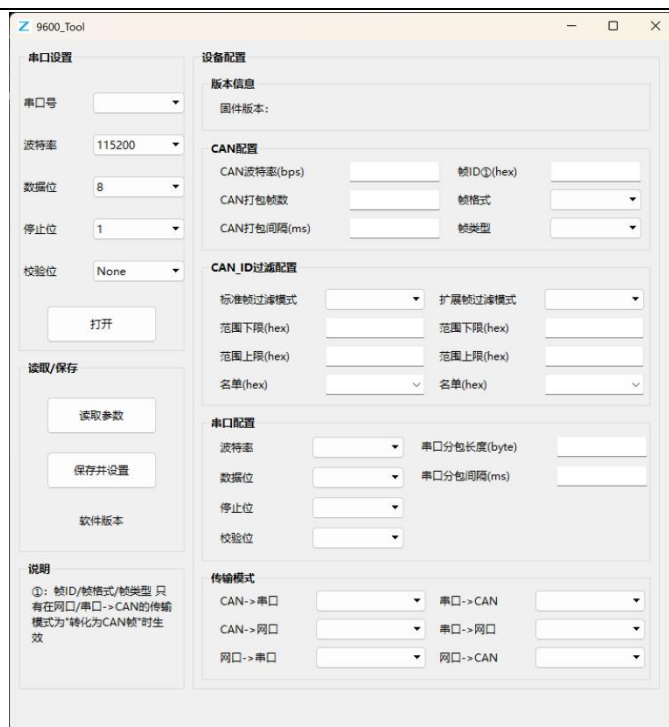 9600_Tool
串口设置
串口号
波特率 115200
数据位 8
停止位 1
校验位 None
打开
读取/保存
读取参数
保存并设置
软件版本
说明
①：帧ID/帧格式/帧类型 只
有在网口/串口->CAN的传输
模式为"转化为CAN帧"时生
效
设备配置
版本信息
固件版本：
CAN配置
CAN波特率(bps) 帧ID①(hex)
CAN打包帧数 帧格式
CAN打包间隔(ms) 帧类型
CAN_ID过滤配置
标准帧过滤模式 扩展帧过滤模式
范围下限(hex) 范围下限(hex)
范围上限(hex) 范围上限(hex)
名单(hex) 名单(hex)
串口配置
波特率 串口分包长度(byte)
数据位 串口分包间隔(ms)
停止位
校验位
传输模式
CAN->串口 串口->CAN
CAN->网口 串口->网口
网口->串口 网口->CAN